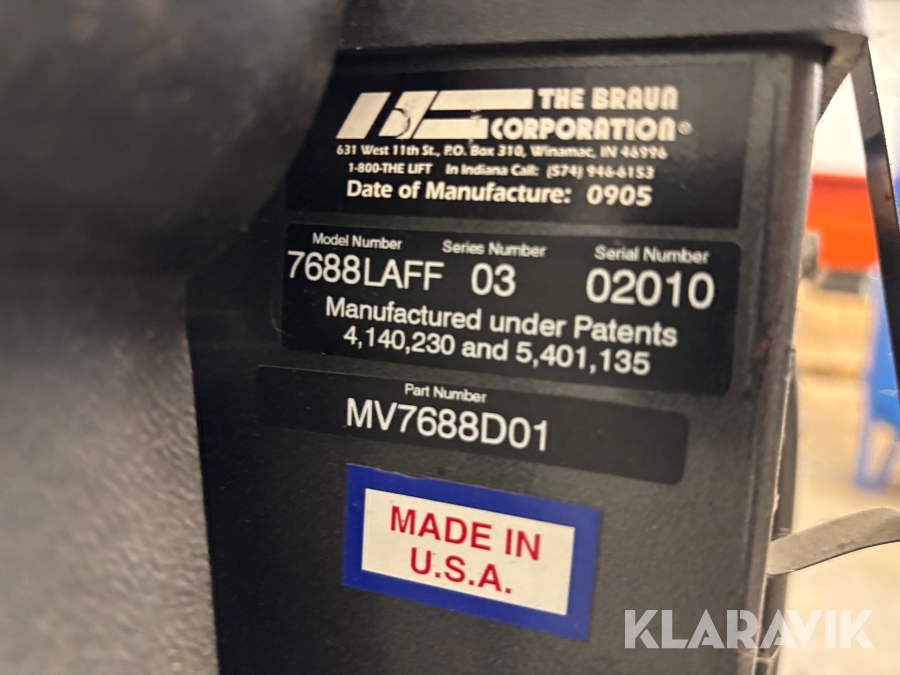 THE BRAUN
CORPORATION®
631 West 11th St., P.O. Box 310, Winamac, IN 46996
1-800-THE LIFT In Indiana Call: (574) 946-6153
Date of Manufacture: 0905
Model Number Series Number Serial Number
7688LAFF 03 02010
Manufactured under Patents
4,140,230 and 5,401,135
Part Number
MV7688D01
MADE IN
U.S.A.
KLARAVIK